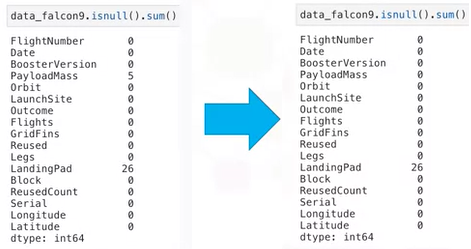 data_falcon9.isnull().sum()
FlightNumber 0
Date 0
BoosterVersion 0
PayloadMass 5
Orbit 0
LaunchSite 0
Outcome 0
Flights 0
GridFins 0
Reused 0
Legs 0
LandingPad 26
Block 0
ReusedCount 0
Serial 0
Longitude 0
Latitude 0
dtype: int64
data_falcon9.isnull().sum()
FlightNumber 0
Date 0
BoosterVersion 0
PayloadMass 0
Orbit 0
LaunchSite 0
Outcome 0
Flights 0
GridFins 0
Reused 0
Legs 0
LandingPad 26
Block 0
ReusedCount 0
Serial 0
Longitude 0
Latitude 0
dtype: int64